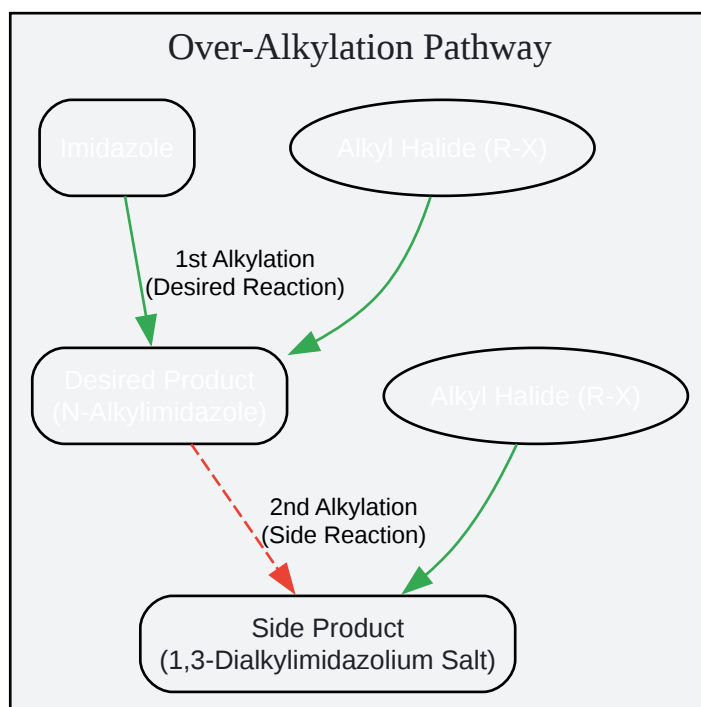 Over-Alkylation Pathway
Imidazole
Alkyl Halide (R-X)
1st Alkylation
(Desired Reaction)
Desired Product
(N-Alkylimidazole)
Alkyl Halide (R-X)
2nd Alkylation
(Side Reaction)
Side Product
(1,3-Dialkylimidazolium Salt)